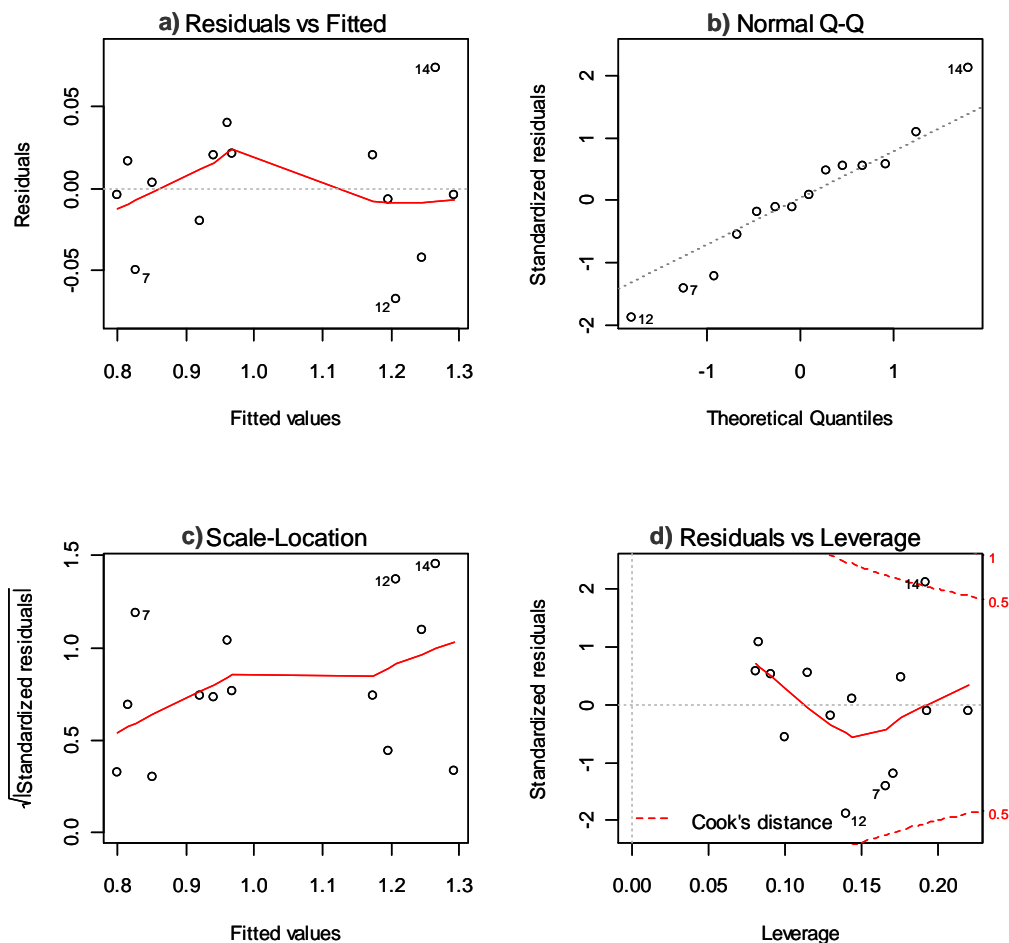 a) Residuals vs Fitted
Residuals
0.05
0.00
-0.05
14
7
12
0.8 0.9 1.0 1.1 1.2 1.3
Fitted values
b) Normal Q-Q
Standardized residuals
2
1
0
-1
-2
14
7
12
-1 0 1
Theoretical Quantiles
c) Scale-Location
√|Standardized residuals|
1.5
1.0
0.5
0.0
12
14
7
0.8 0.9 1.0 1.1 1.2 1.3
Fitted values
d) Residuals vs Leverage
Standardized residuals
2
1
0
-1
-2
14
7
12
1
0.5
0.5
Cook's distance
0.00 0.05 0.10 0.15 0.20
Leverage